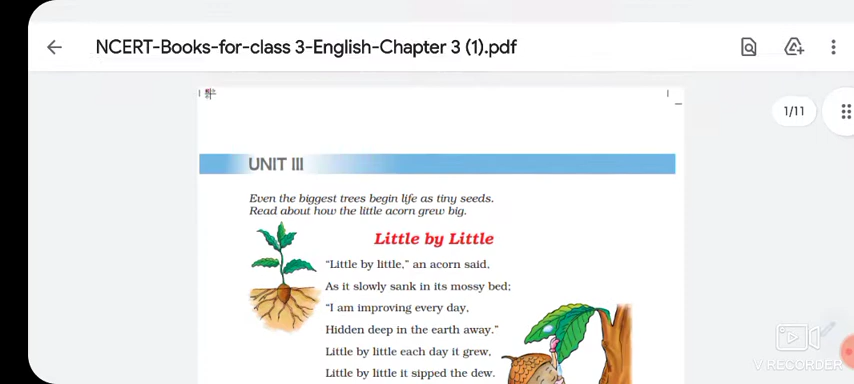 NCERT-Books-for-class 3-English-Chapter 3 (1).pdf
1/11
UNIT III
Even the biggest trees begin life as tiny seeds.
Read about how the little acorn grew big.
Little by Little
"Little by little," an acorn said,
As it slowly sank in its mossy bed;
"I am improving every day,
Hidden deep in the earth away."
Little by little each day it grew,
Little by little it sipped the dew.
V RECORDER